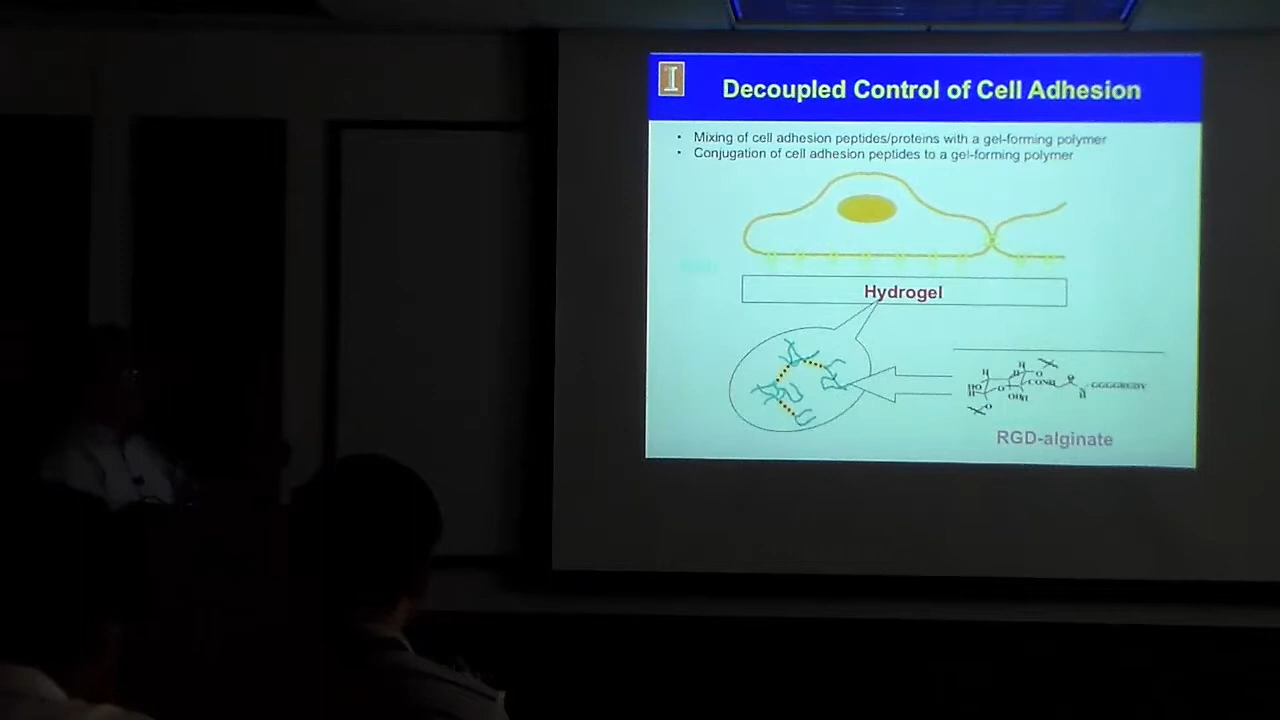 I
Decoupled Control of Cell Adhesion
• Mixing of cell adhesion peptides/proteins with a gel-forming polymer
• Conjugation of cell adhesion peptides to a gel-forming polymer
Hydrogel
RGD-alginate